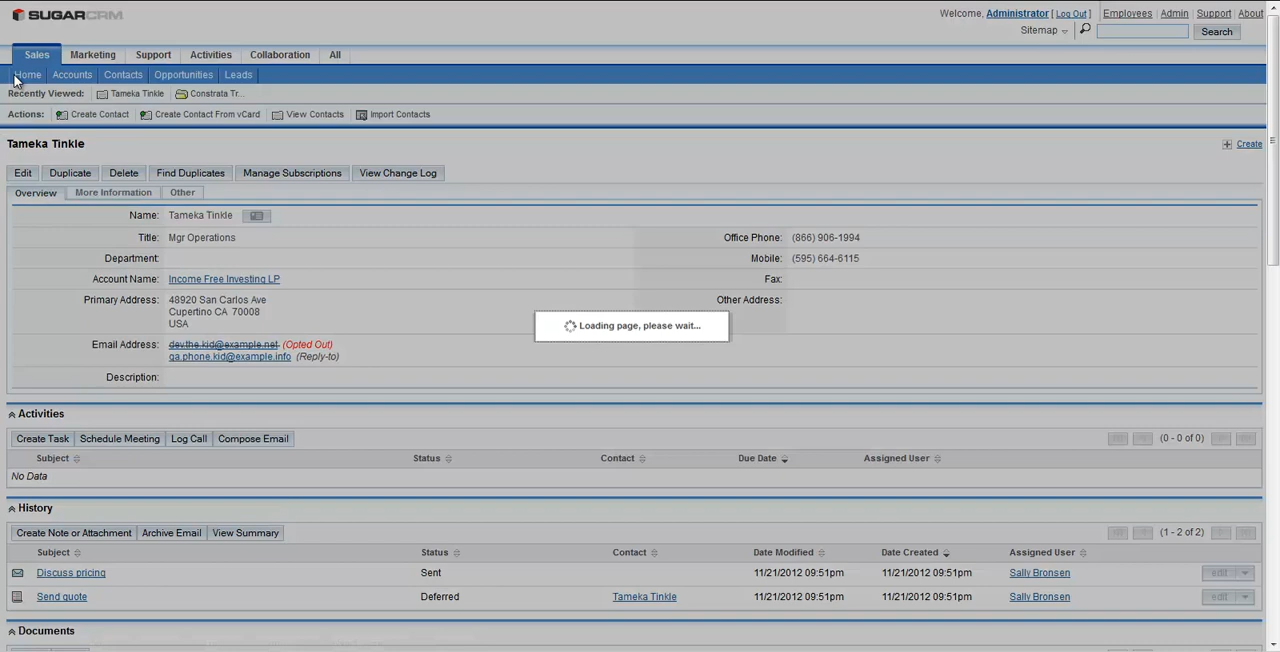 SUGARCRM
Welcome, Administrator [ Log Out ] Employees Admin Support About
Sitemap Search
Sales Marketing Support Activities Collaboration All
Home Accounts Contacts Opportunities Leads
Recently Viewed: Tameka Tinkle Constrata Tr...
Actions: Create Contact Create Contact From vCard View Contacts Import Contacts
Tameka Tinkle Create
Edit Duplicate Delete Find Duplicates Manage Subscriptions View Change Log
Overview More Information Other
Name: Tameka Tinkle
Title: Mgr Operations Office Phone: (866) 906-1994
Department: Mobile: (595) 664-6115
Account Name: Income Free Investing LP Fax:
Primary Address: 48920 San Carlos Ave Other Address:
Cupertino CA 70008
USA
Loading page, please wait...
Email Address: dev.the.kid@example.net (Opted Out)
qa.phone.kid@example.info (Reply-to)
Description:
Activities
Create Task Schedule Meeting Log Call Compose Email (0 - 0 of 0)
Subject Status Contact Due Date Assigned User
No Data
History
Create Note or Attachment Archive Email View Summary (1 - 2 of 2)
Subject Status Contact Date Modified Date Created Assigned User
Discuss pricing Sent 11/21/2012 09:51pm 11/21/2012 09:51pm Sally Bronsen edit
Send quote Deferred Tameka Tinkle 11/21/2012 09:51pm 11/21/2012 09:51pm Sally Bronsen edit
Documents